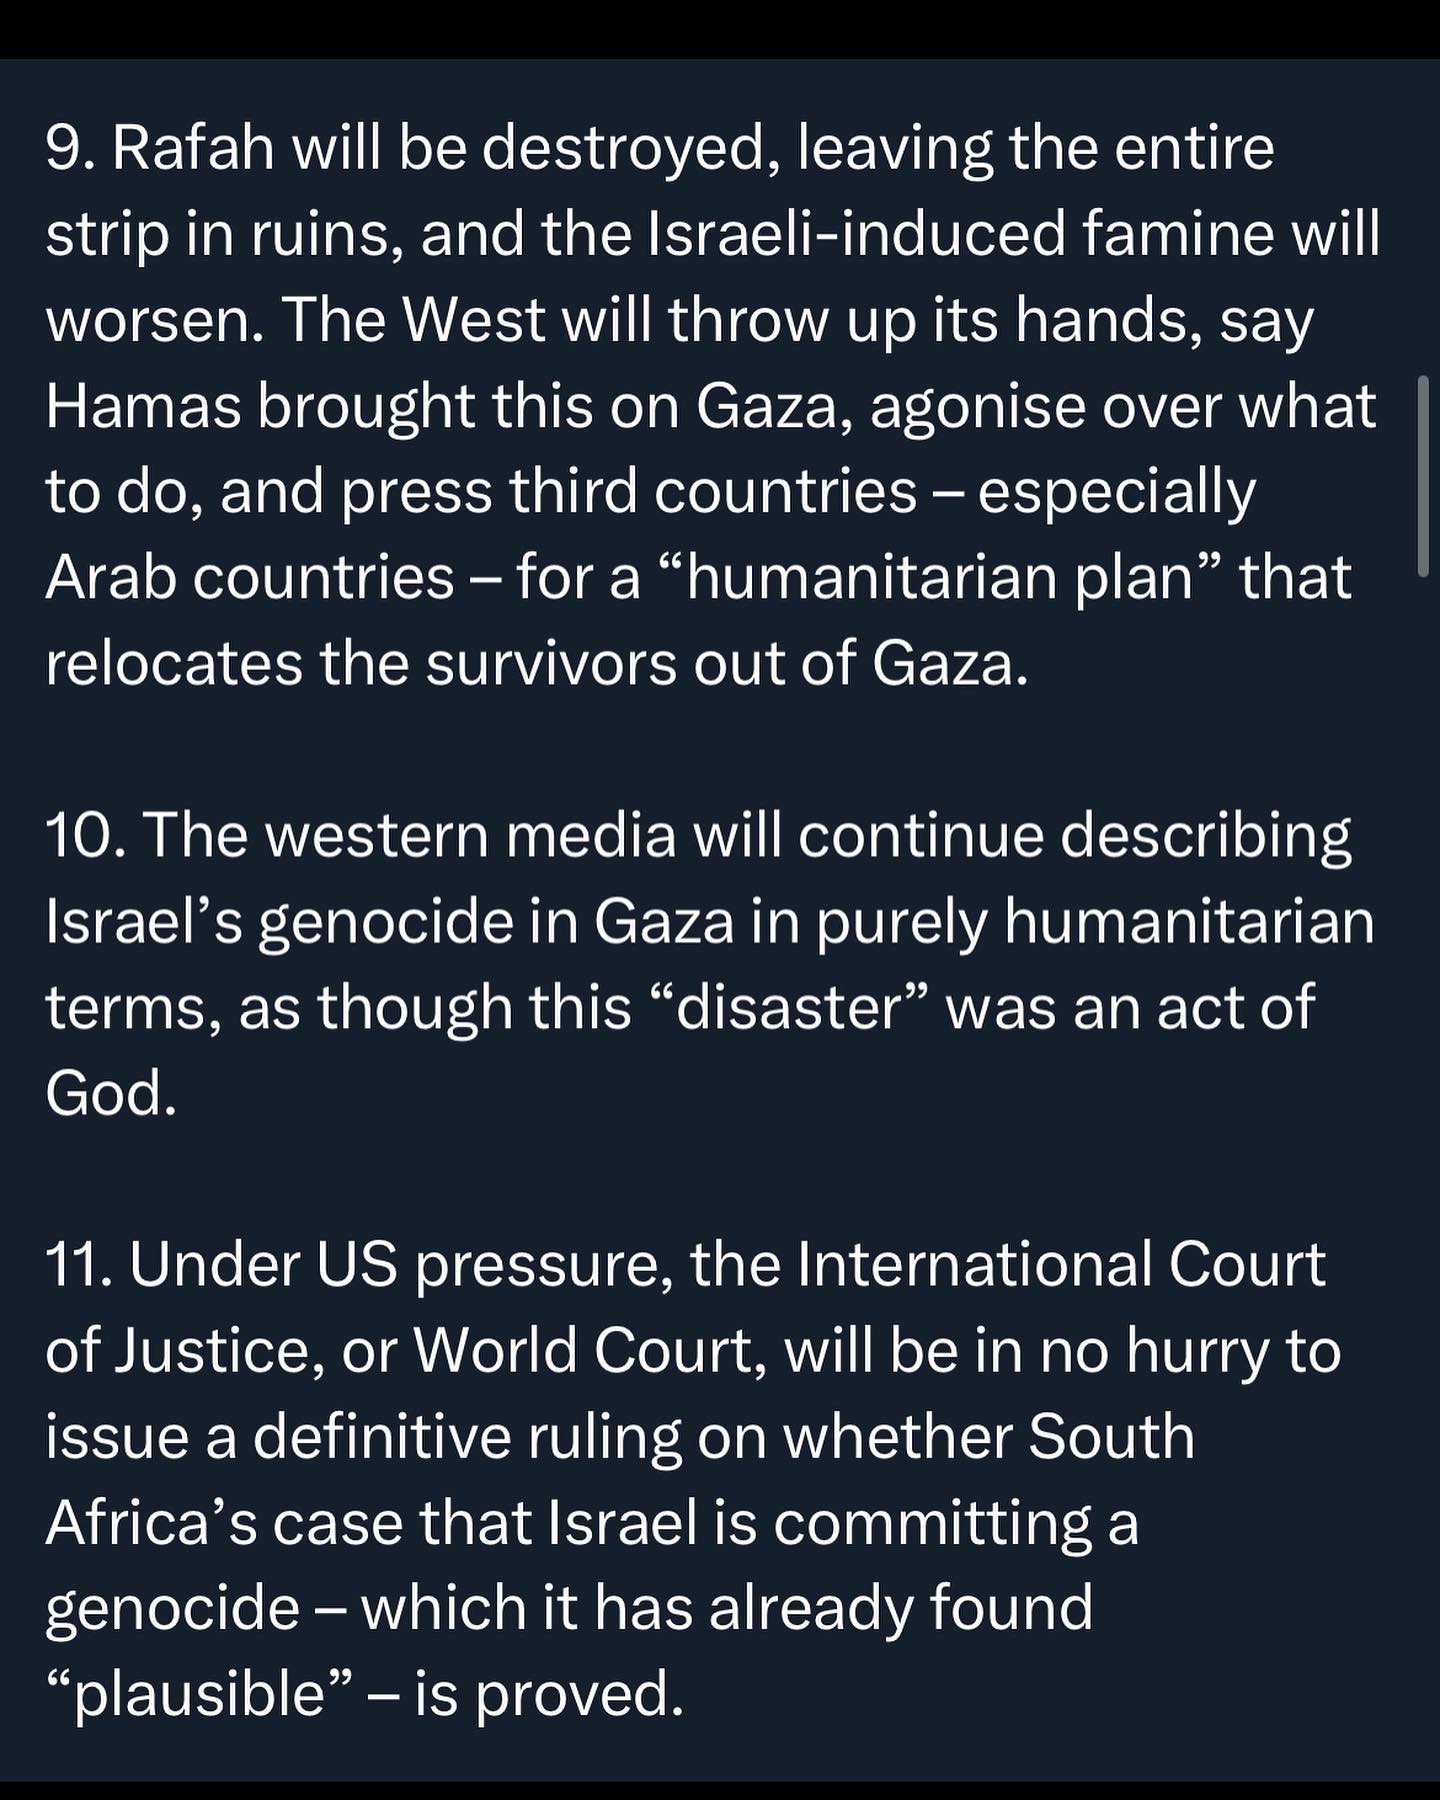 9. Rafah will be destroyed, leaving the entire
strip in ruins, and the Israeli-induced famine will
worsen. The West will throw up its hands, say
Hamas brought this on Gaza, agonise over what
to do, and press third countries – especially
Arab countries – for a “humanitarian plan” that
relocates the survivors out of Gaza.
10. The western media will continue describing
Israel’s genocide in Gaza in purely humanitarian
terms, as though this “disaster” was an act of
God.
11. Under US pressure, the International Court
of Justice, or World Court, will be in no hurry to
issue a definitive ruling on whether South
Africa’s case that Israel is committing a
genocide – which it has already found
“plausible” – is proved.